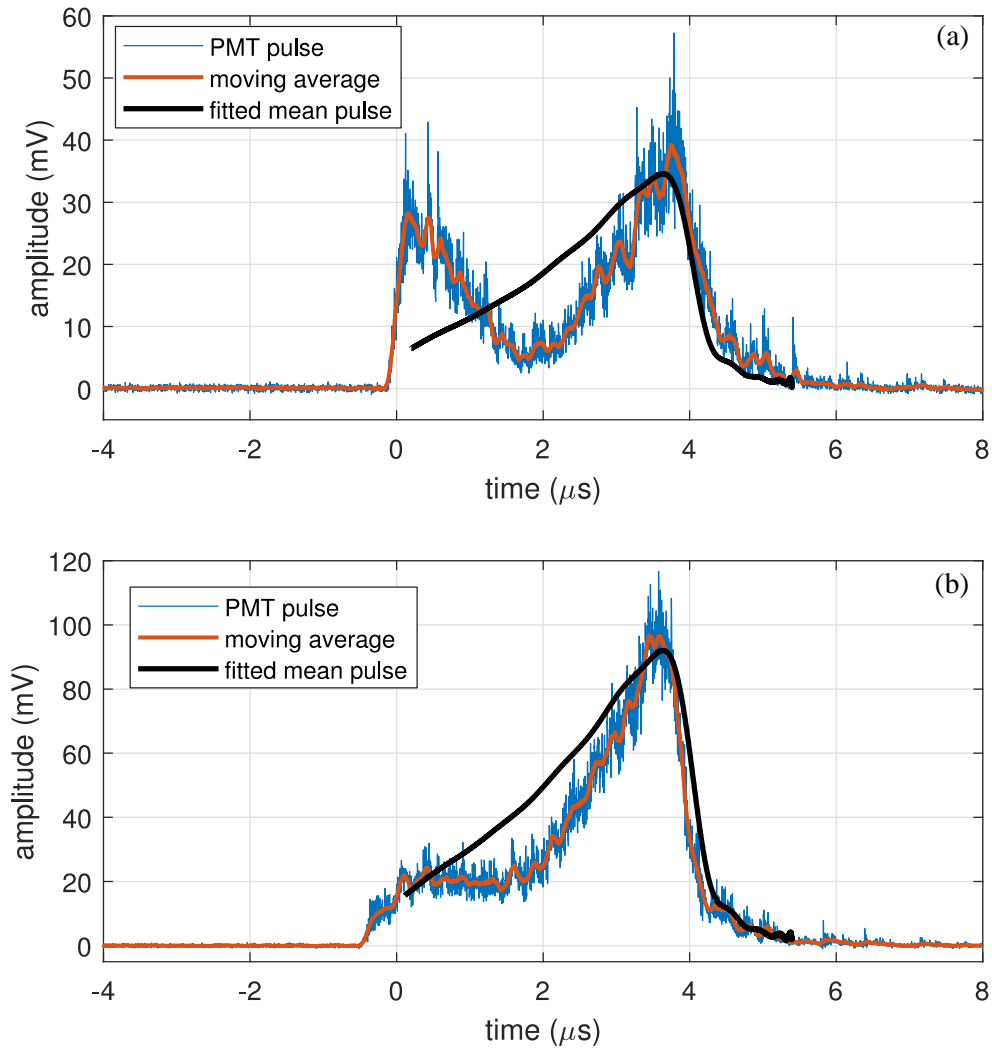 (a)
PMT pulse
moving average
fitted mean pulse
60
50
40
30
20
10
0
amplitude (mV)
-4 -2 0 2 4 6 8
time (μs)
(b)
PMT pulse
moving average
fitted mean pulse
120
100
80
60
40
20
0
amplitude (mV)
-4 -2 0 2 4 6 8
time (μs)